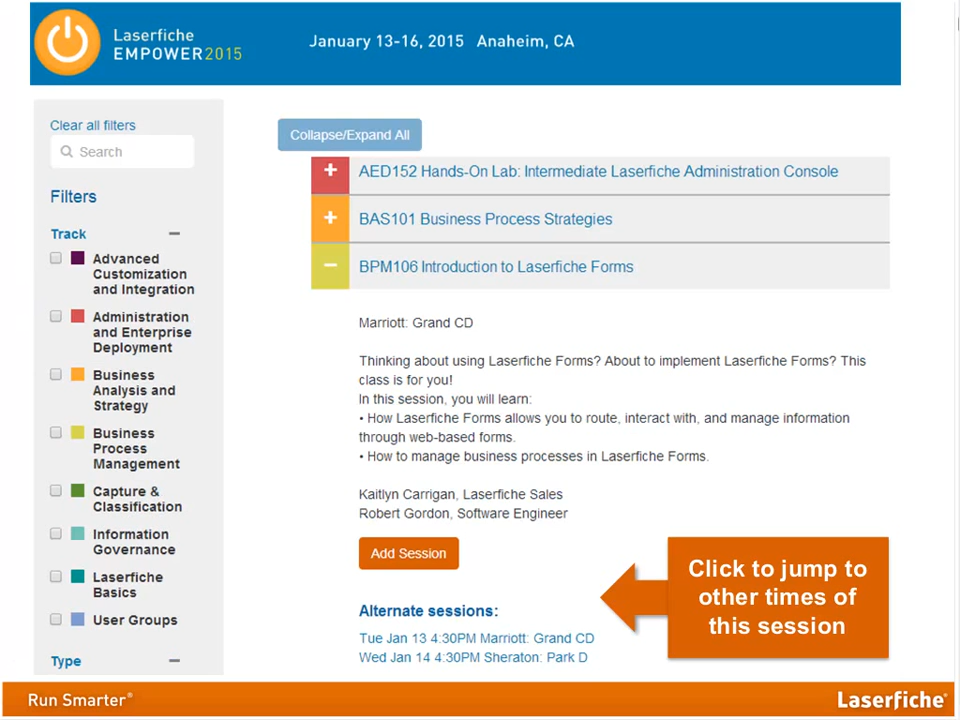 Laserfiche
EMPOWER2015
January 13-16, 2015 Anaheim, CA
Clear all filters
Search
Filters
Track
Advanced
Customization
and Integration
Administration
and Enterprise
Deployment
Business
Analysis and
Strategy
Business
Process
Management
Capture &
Classification
Information
Governance
Laserfiche
Basics
User Groups
Type
Collapse/Expand All
+ AED152 Hands-On Lab: Intermediate Laserfiche Administration Console
+ BAS101 Business Process Strategies
− BPM106 Introduction to Laserfiche Forms
Marriott: Grand CD
Thinking about using Laserfiche Forms? About to implement Laserfiche Forms? This
class is for you!
In this session, you will learn:
• How Laserfiche Forms allows you to route, interact with, and manage information
through web-based forms.
• How to manage business processes in Laserfiche Forms.
Kaitlyn Carrigan, Laserfiche Sales
Robert Gordon, Software Engineer
Add Session
Alternate sessions:
Tue Jan 13 4:30PM Marriott: Grand CD
Wed Jan 14 4:30PM Sheraton: Park D
Click to jump to
other times of
this session
Run Smarter®
Laserfiche®